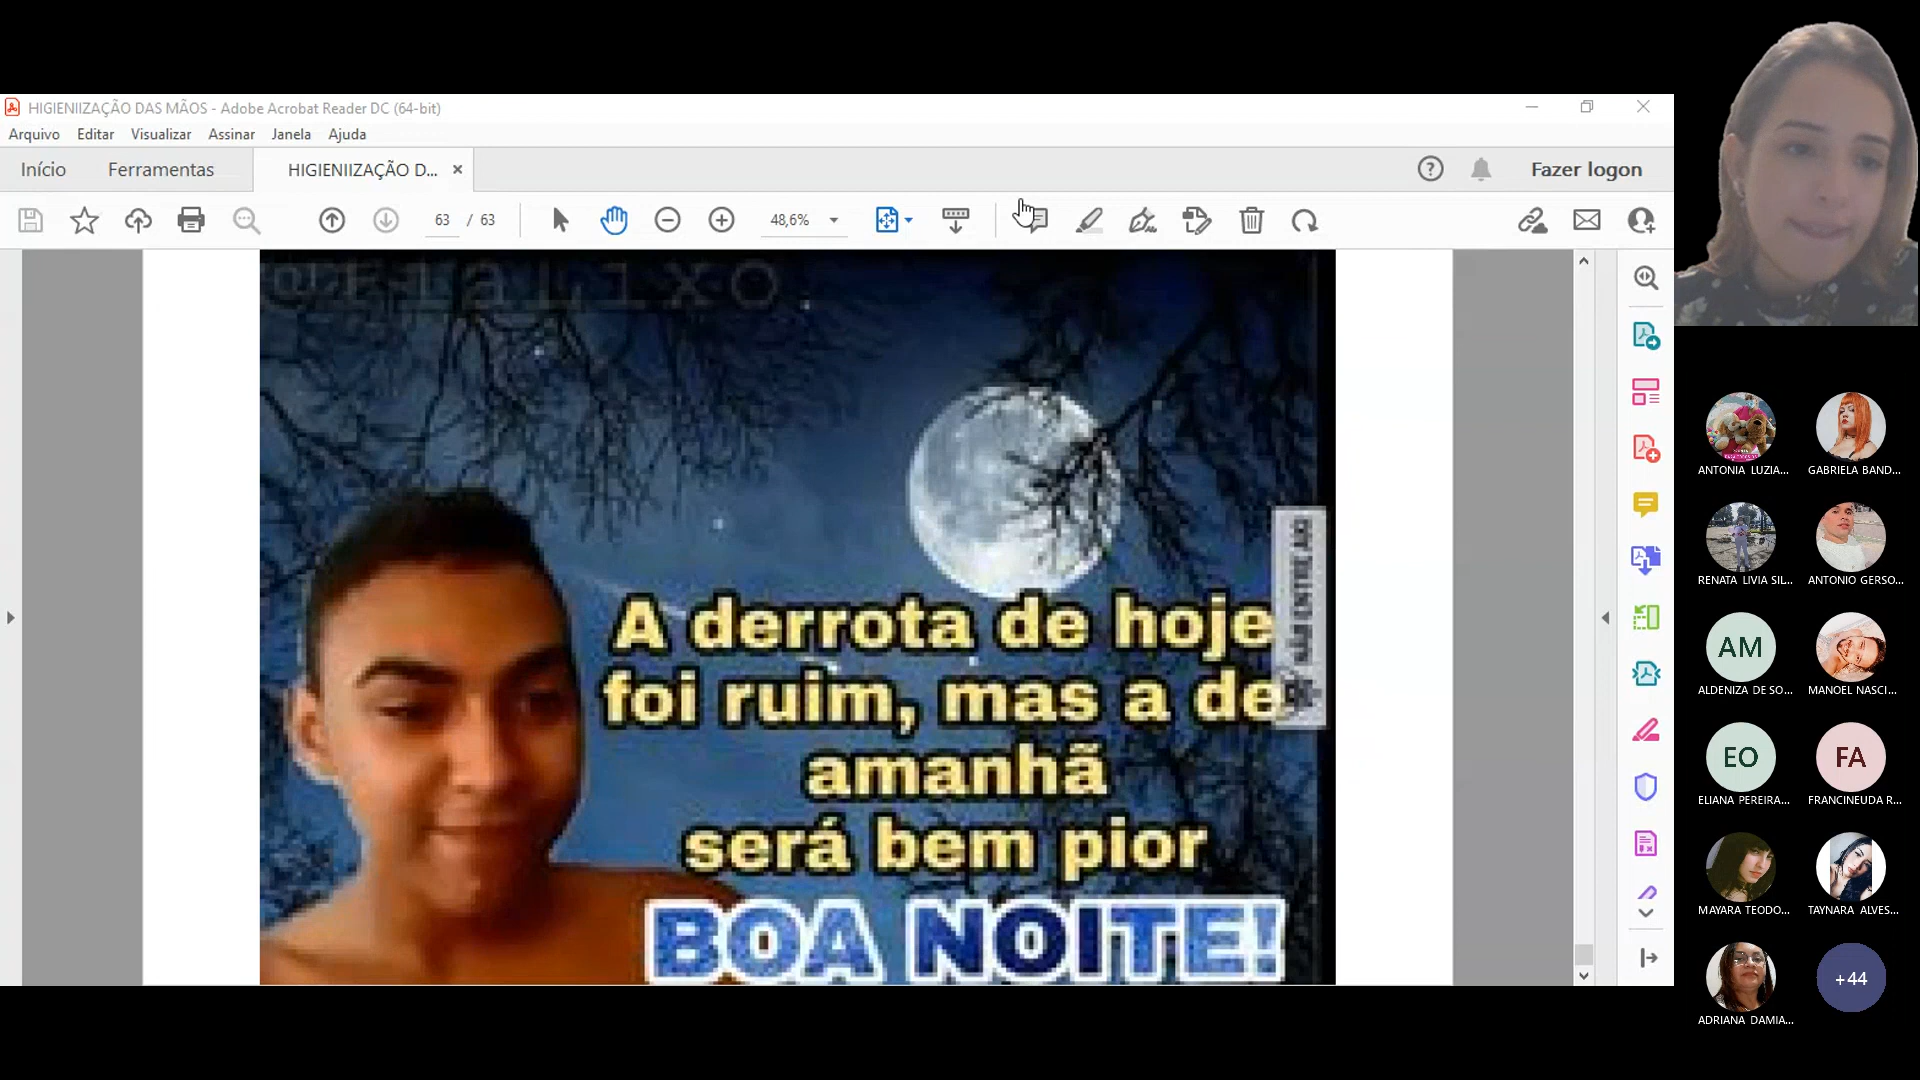 HIGIENIIZAÇÃO DAS MÃOS - Adobe Acrobat Reader DC (64-bit)
Arquivo Editar Visualizar Assinar Janela Ajuda
Início Ferramentas HIGIENIIZAÇÃO D... × Fazer logon
63 / 63 48,6%
A derrota de hoje
foi ruim, mas a de
amanhã
será bem pior
BOA NOITE!
ANTONIA LUZIA... GABRIELA BAND...
RENATA LIVIA SIL... ANTONIO GERSO...
AM
ALDENIZA DE SO... MANOEL NASCI...
EO FA
ELIANA PEREIRA... FRANCINEUDA R...
MAYARA TEODO... TAYNARA ALVES...
+44
ADRIANA DAMIA...